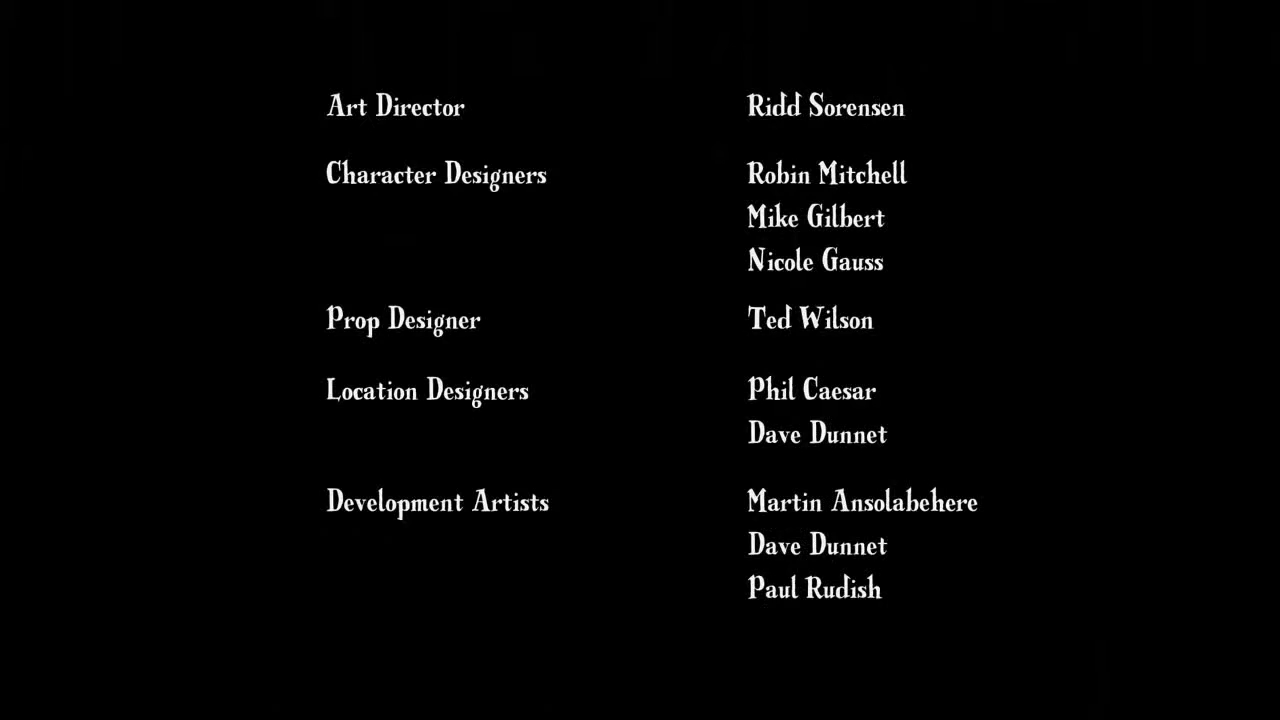 Art Director Ridd Sorensen
Character Designers Robin Mitchell
Mike Gilbert
Nicole Gauss
Prop Designer Ted Wilson
Location Designers Phil Caesar
Dave Dunnet
Development Artists Martin Ansolabehere
Dave Dunnet
Paul Rudish